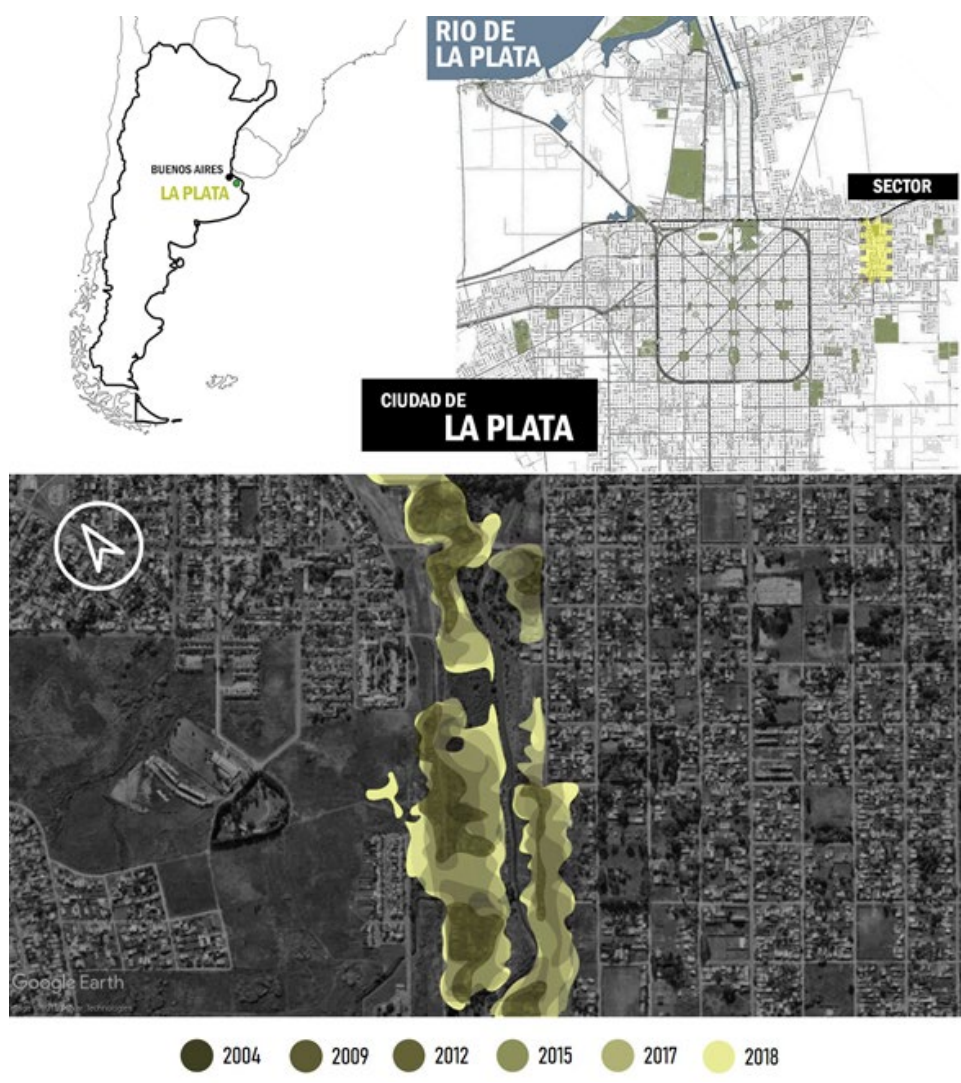 BUENOS AIRES
LA PLATA
RIO DE
LA PLATA
SECTOR
CIUDAD DE
LA PLATA
Google Earth
2004
2009
2012
2015
2017
2018